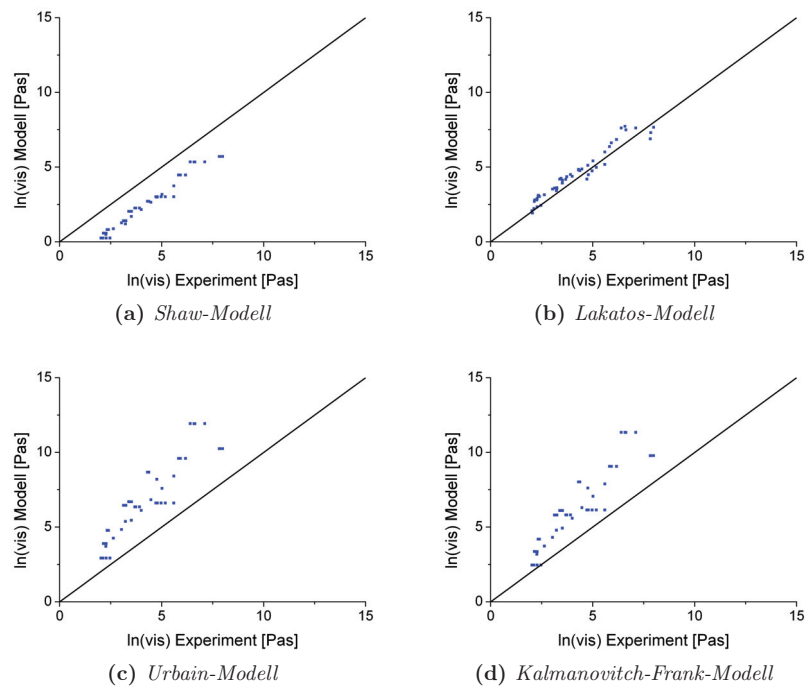 15
10
5
0
ln(vis) Modell [Pas]
0
5
10
15
ln(vis) Experiment [Pas]
(a) Shaw-Modell
15
10
5
0
ln(vis) Modell [Pas]
0
5
10
15
ln(vis) Experiment [Pas]
(b) Lakatos-Modell
15
10
5
0
ln(vis) Modell [Pas]
0
5
10
15
ln(vis) Experiment [Pas]
(c) Urbain-Modell
15
10
5
0
ln(vis) Modell [Pas]
0
5
10
15
ln(vis) Experiment [Pas]
(d) Kalmanovitch-Frank-Modell